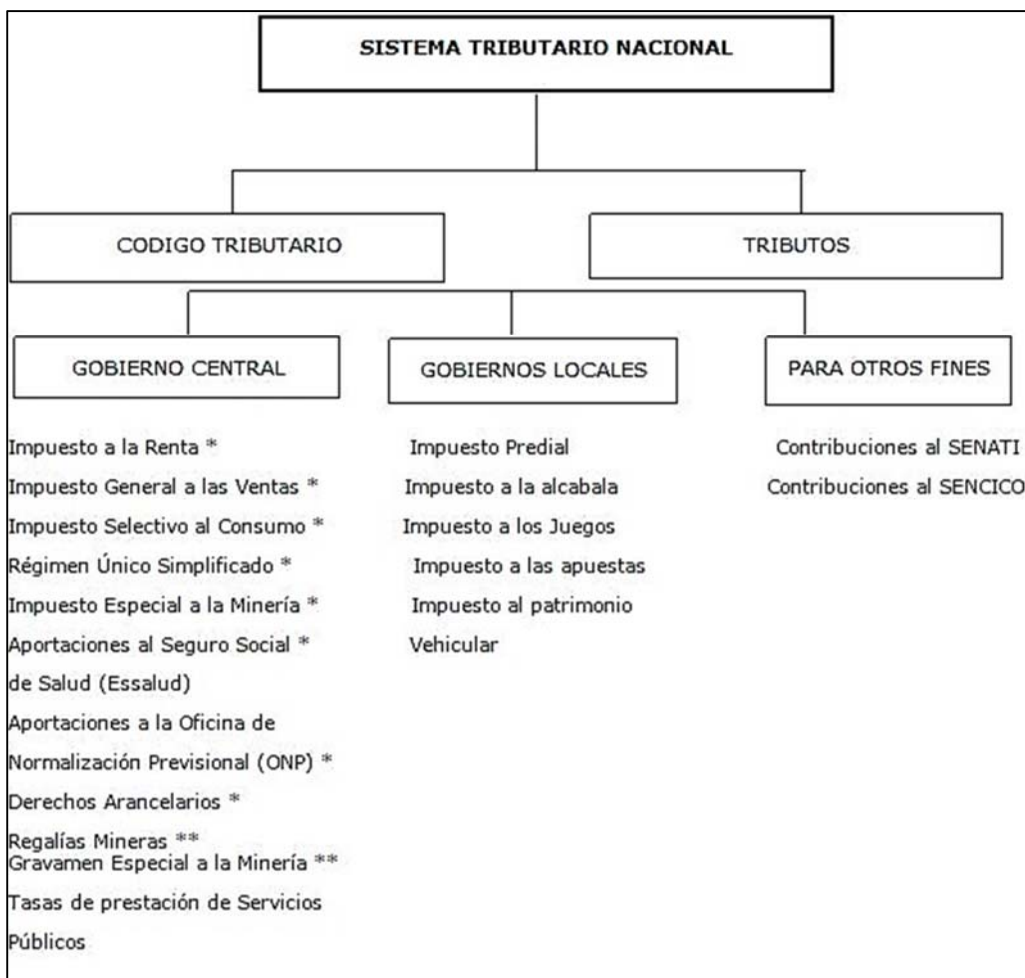 SISTEMA TRIBUTARIO NACIONAL
CODIGO TRIBUTARIO
TRIBUTOS
GOBIERNO CENTRAL
GOBIERNOS LOCALES
PARA OTROS FINES
Impuesto a la Renta *
Impuesto General a las Ventas *
Impuesto Selectivo al Consumo *
Régimen Único Simplificado *
Impuesto Especial a la Minería *
Aportaciones al Seguro Social *
de Salud (Essalud)
Aportaciones a la Oficina de
Normalización Previsional (ONP) *
Derechos Arancelarios *
Regalías Mineras **
Gravamen Especial a la Minería **
Tasas de prestación de Servicios
Públicos
Impuesto Predial
Impuesto a la alcabala
Impuesto a los Juegos
Impuesto a las apuestas
Impuesto al patrimonio
Vehicular
Contribuciones al SENATI
Contribuciones al SENCICO